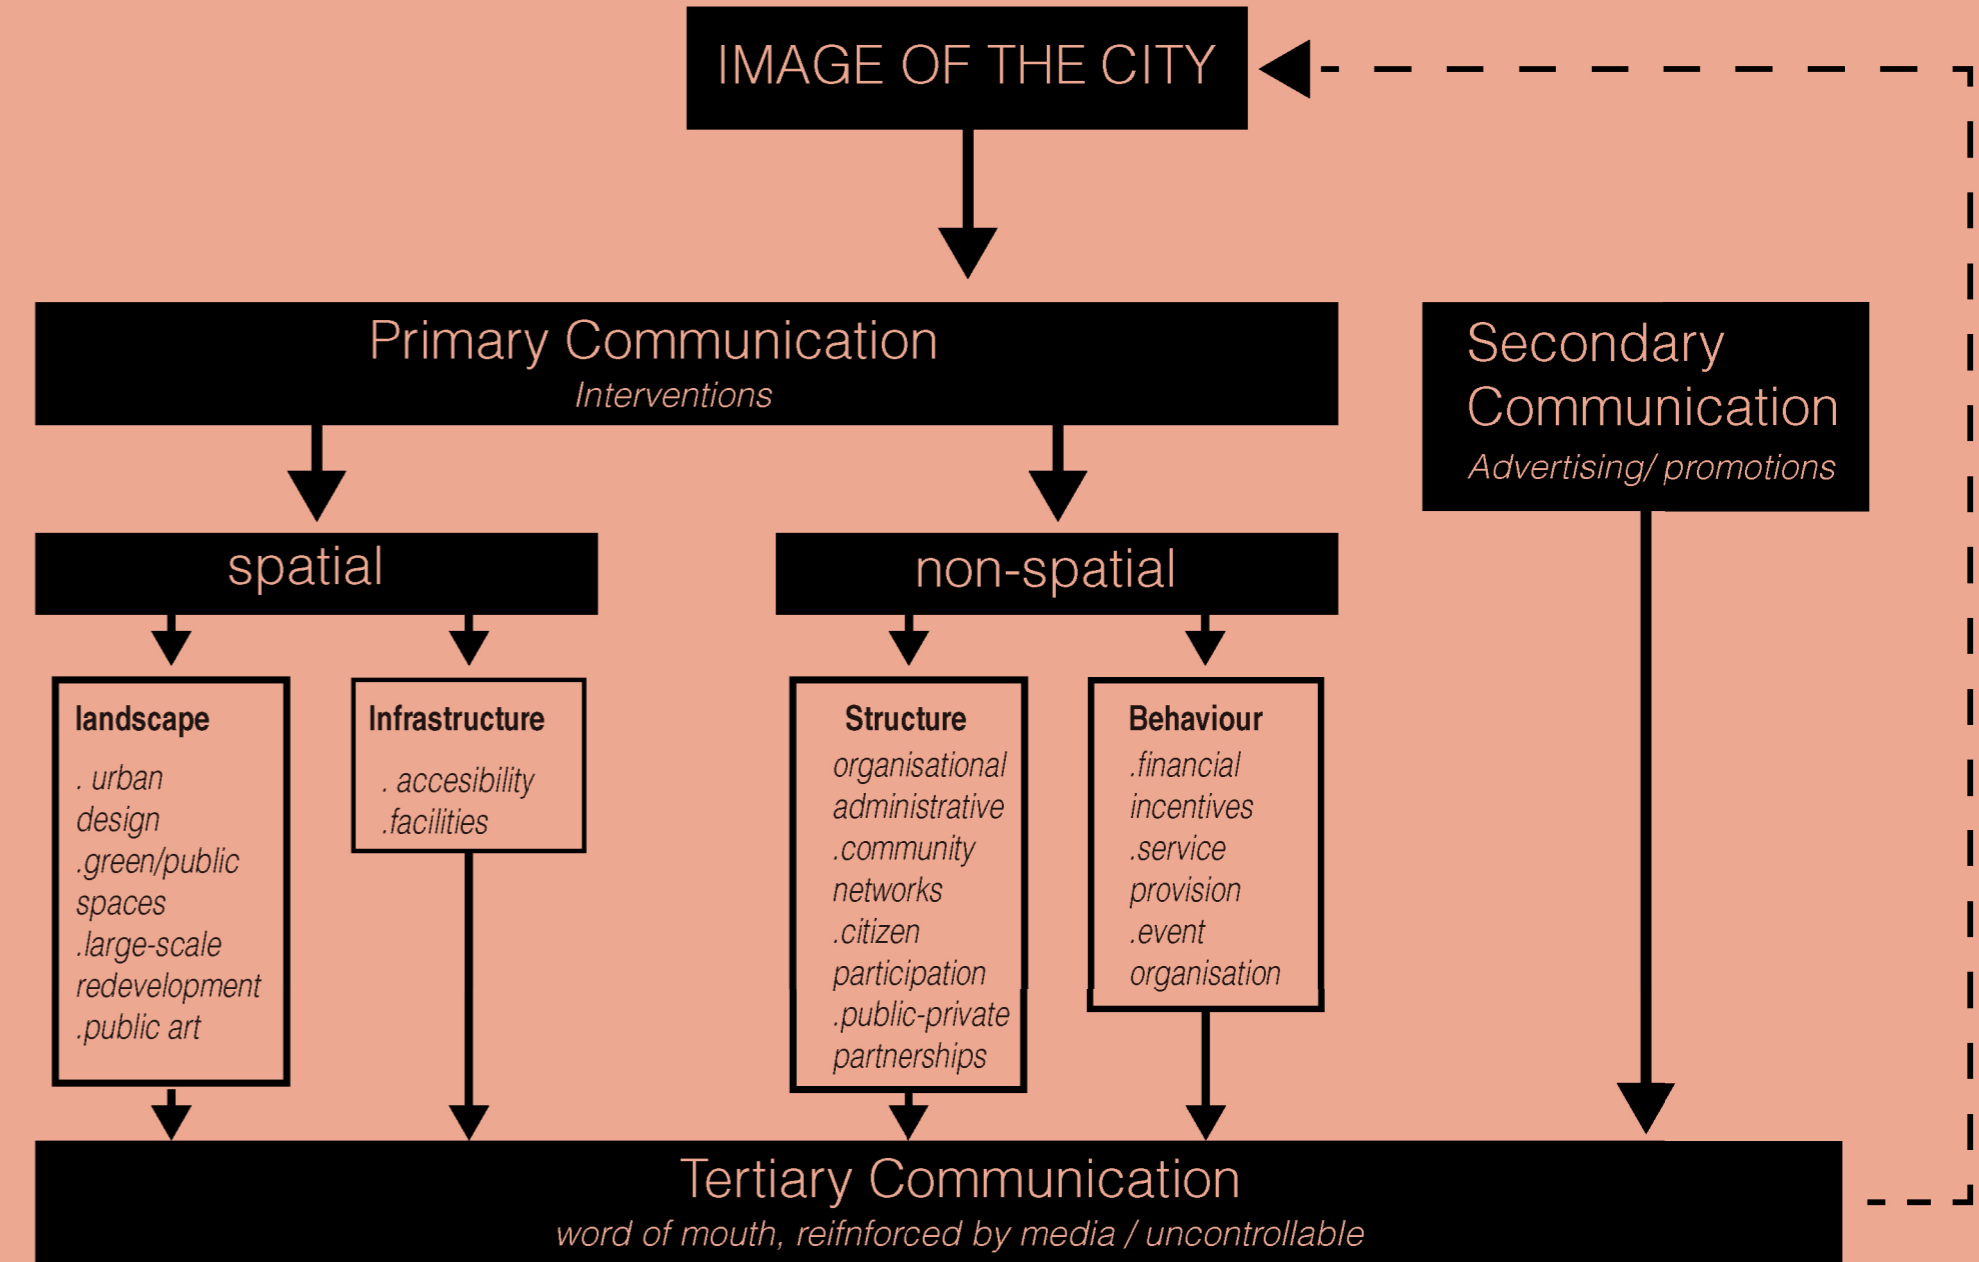 IMAGE OF THE CITY
Primary Communication
Interventions
Secondary
Communication
Advertising/ promotions
spatial
non-spatial
landscape
. urban
design
.green/public
spaces
.large-scale
redevelopment
.public art
Infrastructure
. accesibility
.facilities
Structure
organisational
administrative
.community
networks
.citizen
participation
.public-private
partnerships
Behaviour
.financial
incentives
.service
provision
.event
organisation
Tertiary Communication
word of mouth, reifnforced by media / uncontrollable